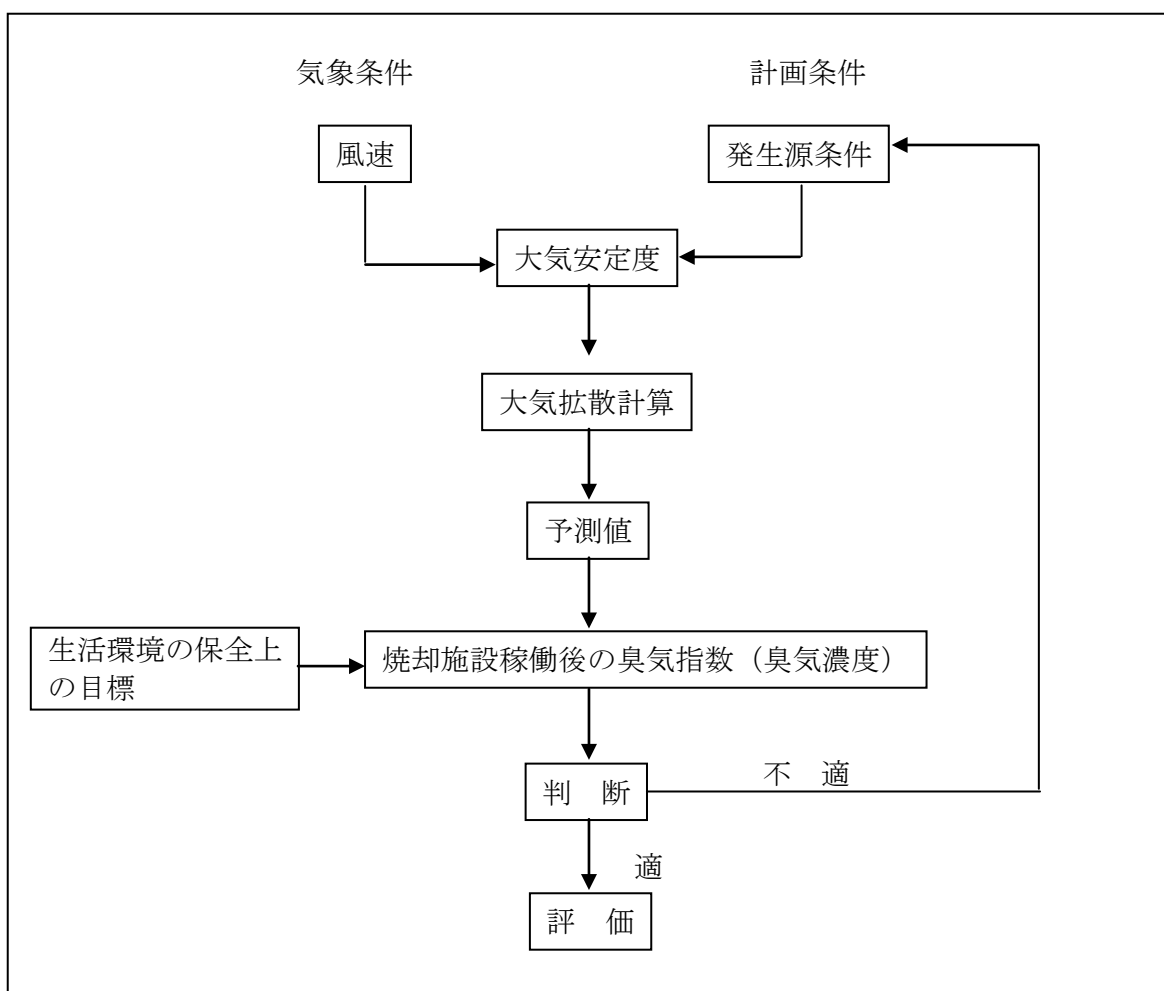 気象条件
計画条件
風速
発生源条件
大気安定度
大気拡散計算
予測値
生活環境の保全上
の目標
焼却施設稼働後の臭気指数(臭気濃度)
判　断
不　適
適
評　価